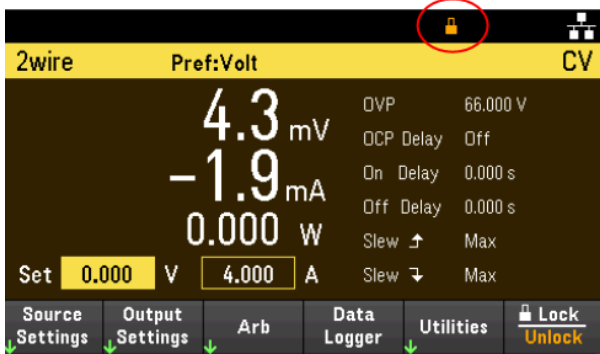 2wire Pref:Volt CV
4.3 mV
−1.9 mA
0.000 W
OVP 66.000 V
OCP Delay Off
On Delay 0.000 s
Off Delay 0.000 s
Slew Max
Slew Max
Set 0.000 V 4.000 A
Source Settings
Output Settings
Arb
Data Logger
Utilities
Lock
Unlock